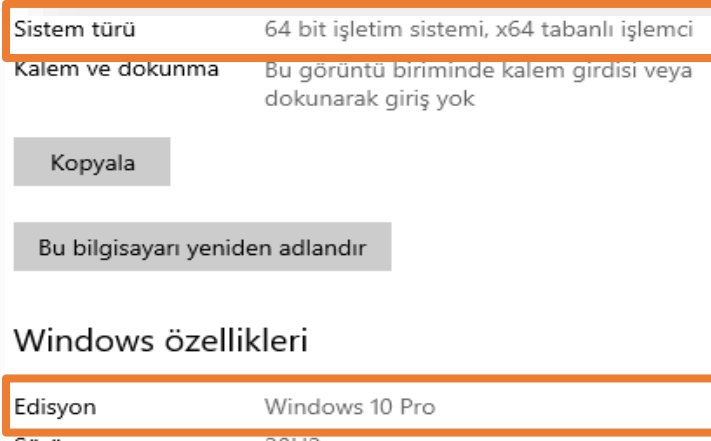 Sistem türü 64 bit işletim sistemi, x64 tabanlı işlemci
Kalem ve dokunma Bu görüntü biriminde kalem girdisi veya
dokunarak giriş yok
Kopyala
Bu bilgisayarı yeniden adlandır
Windows özellikleri
Edisyon Windows 10 Pro